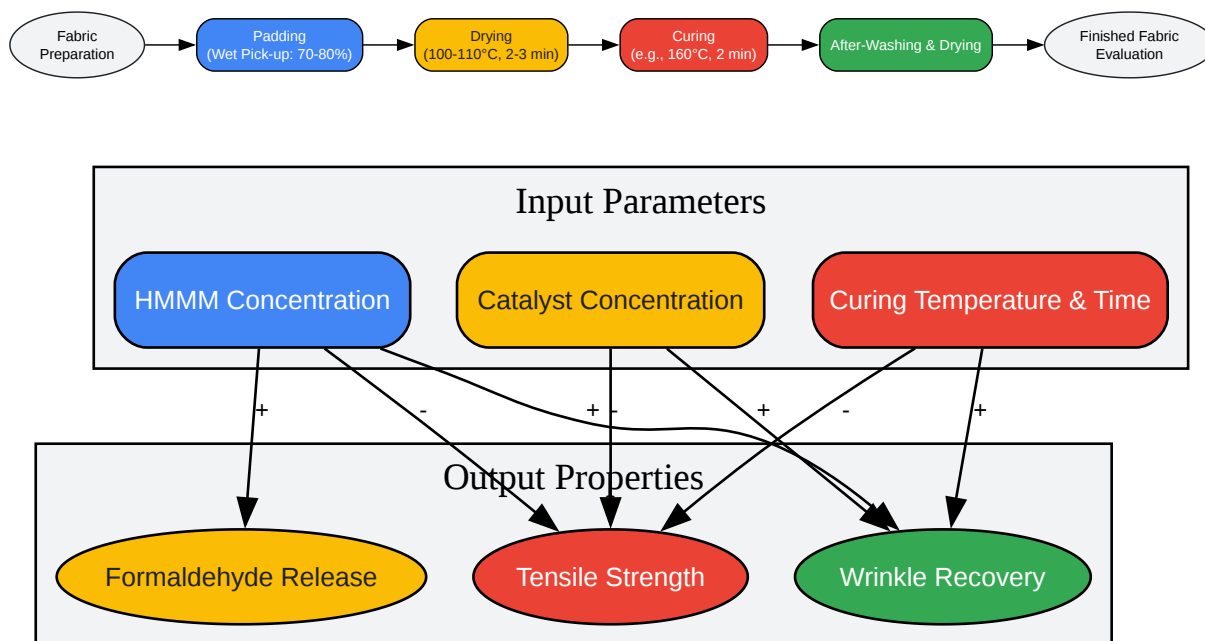 Fabric
Preparation
Padding
(Wet Pick-up: 70-80%)
Drying
(100-110°C, 2-3 min)
Curing
(e.g., 160°C, 2 min)
After-Washing & Drying
Finished Fabric
Evaluation
Input Parameters
HMMM Concentration
Catalyst Concentration
Curing Temperature & Time
+
-
+
-
+
-
+
Output Properties
Formaldehyde Release
Tensile Strength
Wrinkle Recovery